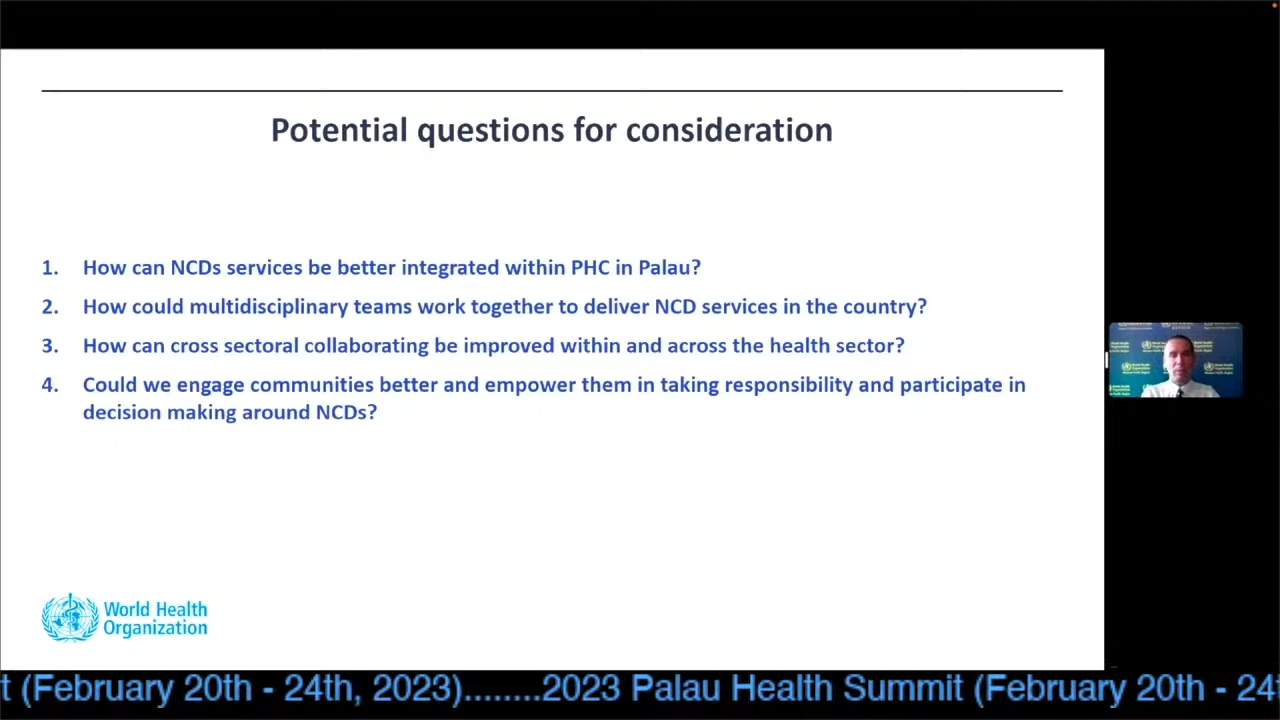 Potential questions for consideration
1. How can NCDs services be better integrated within PHC in Palau?
2. How could multidisciplinary teams work together to deliver NCD services in the country?
3. How can cross sectoral collaborating be improved within and across the health sector?
4. Could we engage communities better and empower them in taking responsibility and participate in
decision making around NCDs?
World Health
Organization
t (February 20th - 24th, 2023)........2023 Palau Health Summit (February 20th - 24t